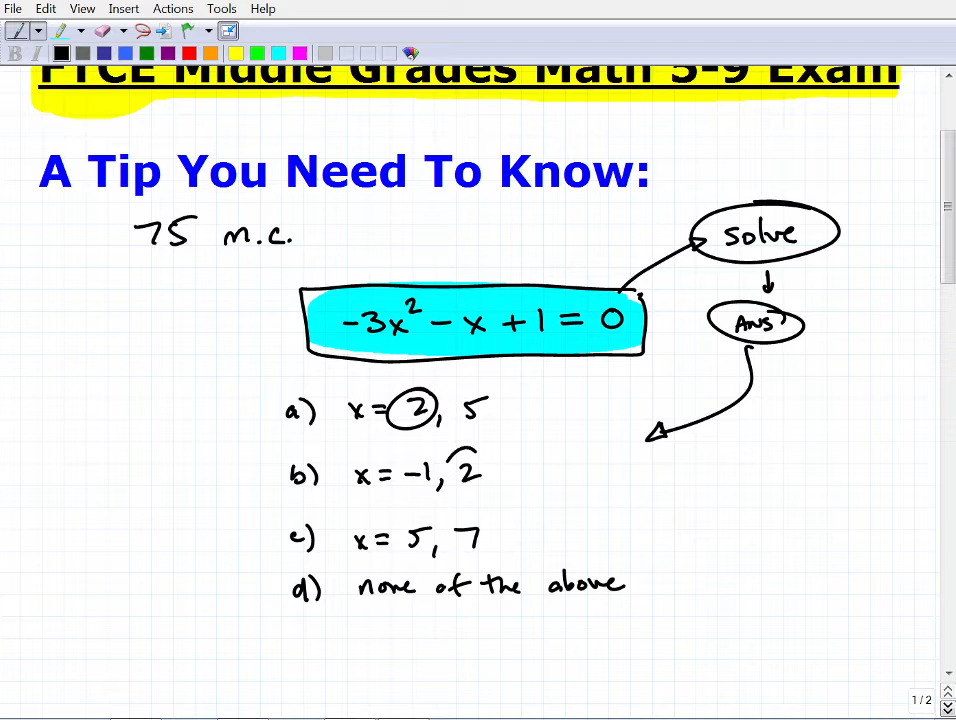 File Edit View Insert Actions Tools Help
B I
FTCE Middle Grades Math 5-9 Exam
A Tip You Need To Know:
75 m.c.
solve
-3x² - x + 1 = 0
Ans
a) x = 2, 5
b) x = -1, 2
c) x = 5, 7
d) none of the above
1 / 2